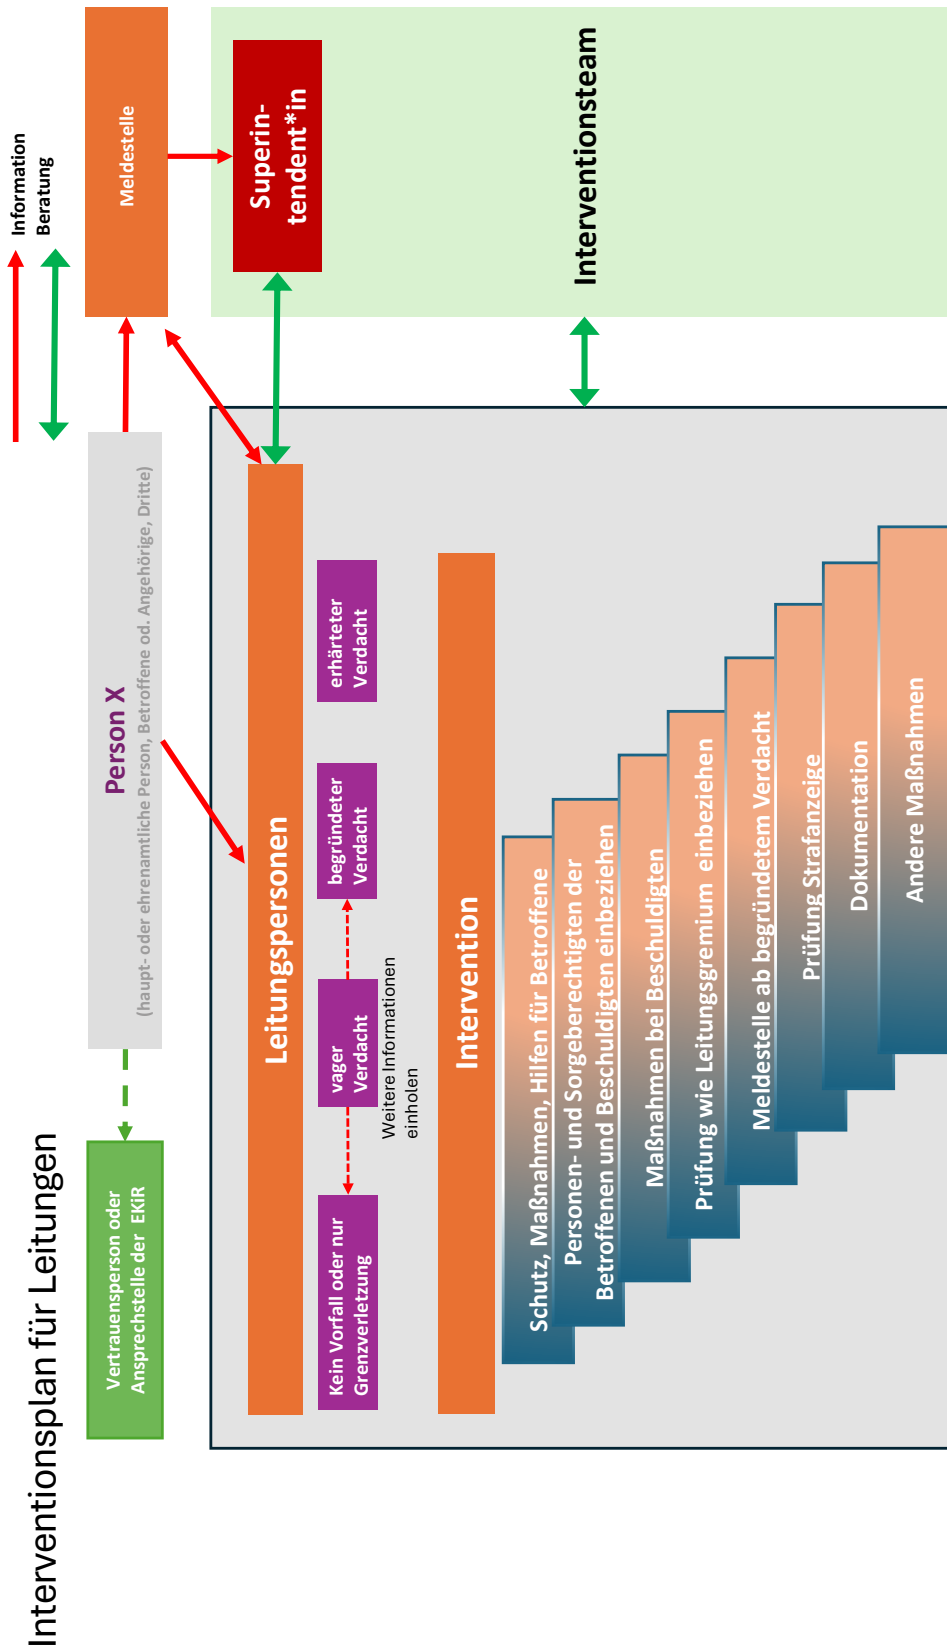 Interventionsplan für Leitungen
Information
Beratung
Vertrauensperson oder
Ansprechstelle der EKiR
Person X
(haupt- oder ehrenamtliche Person, Betroffene od. Angehörige, Dritte)
Meldestelle
Leitungspersonen
Superin-
tendent*in
Kein Vorfall oder nur
Grenzverletzung
vager
Verdacht
begründeter
Verdacht
erhärteter
Verdacht
Weitere Informationen
einholen
Intervention
Interventionsteam
Schutz, Maßnahmen, Hilfen für Betroffene
Personen- und Sorgeberechtigten der
Betroffenen und Beschuldigten einbeziehen
Maßnahmen bei Beschuldigten
Prüfung wie Leitungsgremium einbeziehen
Meldestelle ab begründetem Verdacht
Prüfung Strafanzeige
Dokumentation
Andere Maßnahmen